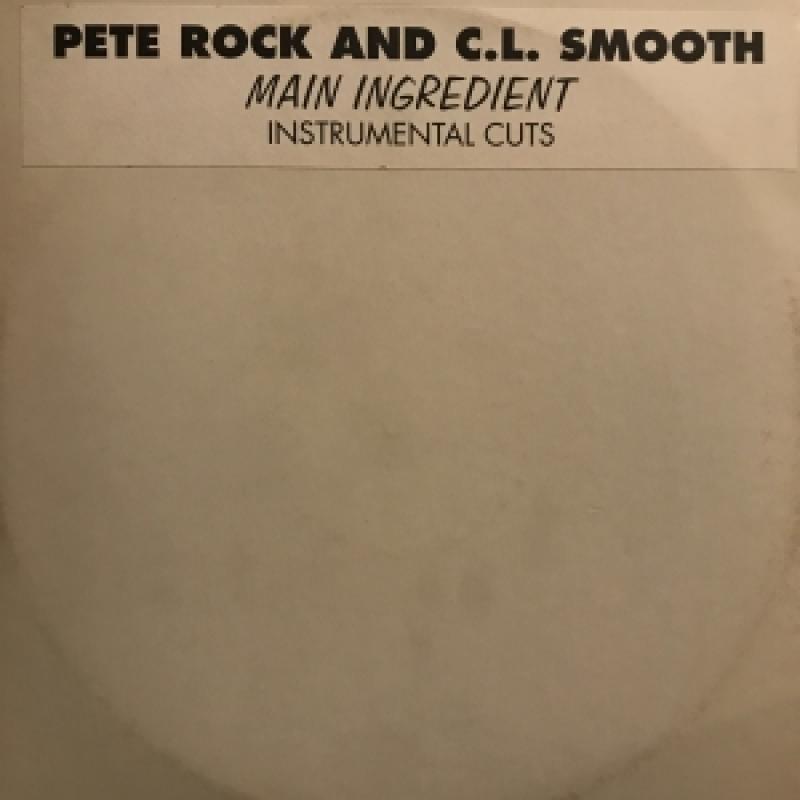 PETE ROCK AND C.L. SMOOTH
MAIN INGREDIENT
INSTRUMENTAL CUTS